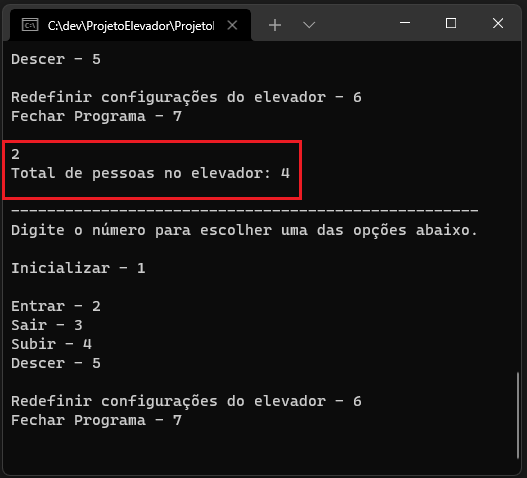 C:\dev\ProjetoElevador\Projetol
Descer - 5
Redefinir configurações do elevador - 6
Fechar Programa - 7
2
Total de pessoas no elevador: 4
----------------------------------------------------
Digite o número para escolher uma das opções abaixo.
Inicializar - 1
Entrar - 2
Sair - 3
Subir - 4
Descer - 5
Redefinir configurações do elevador - 6
Fechar Programa - 7